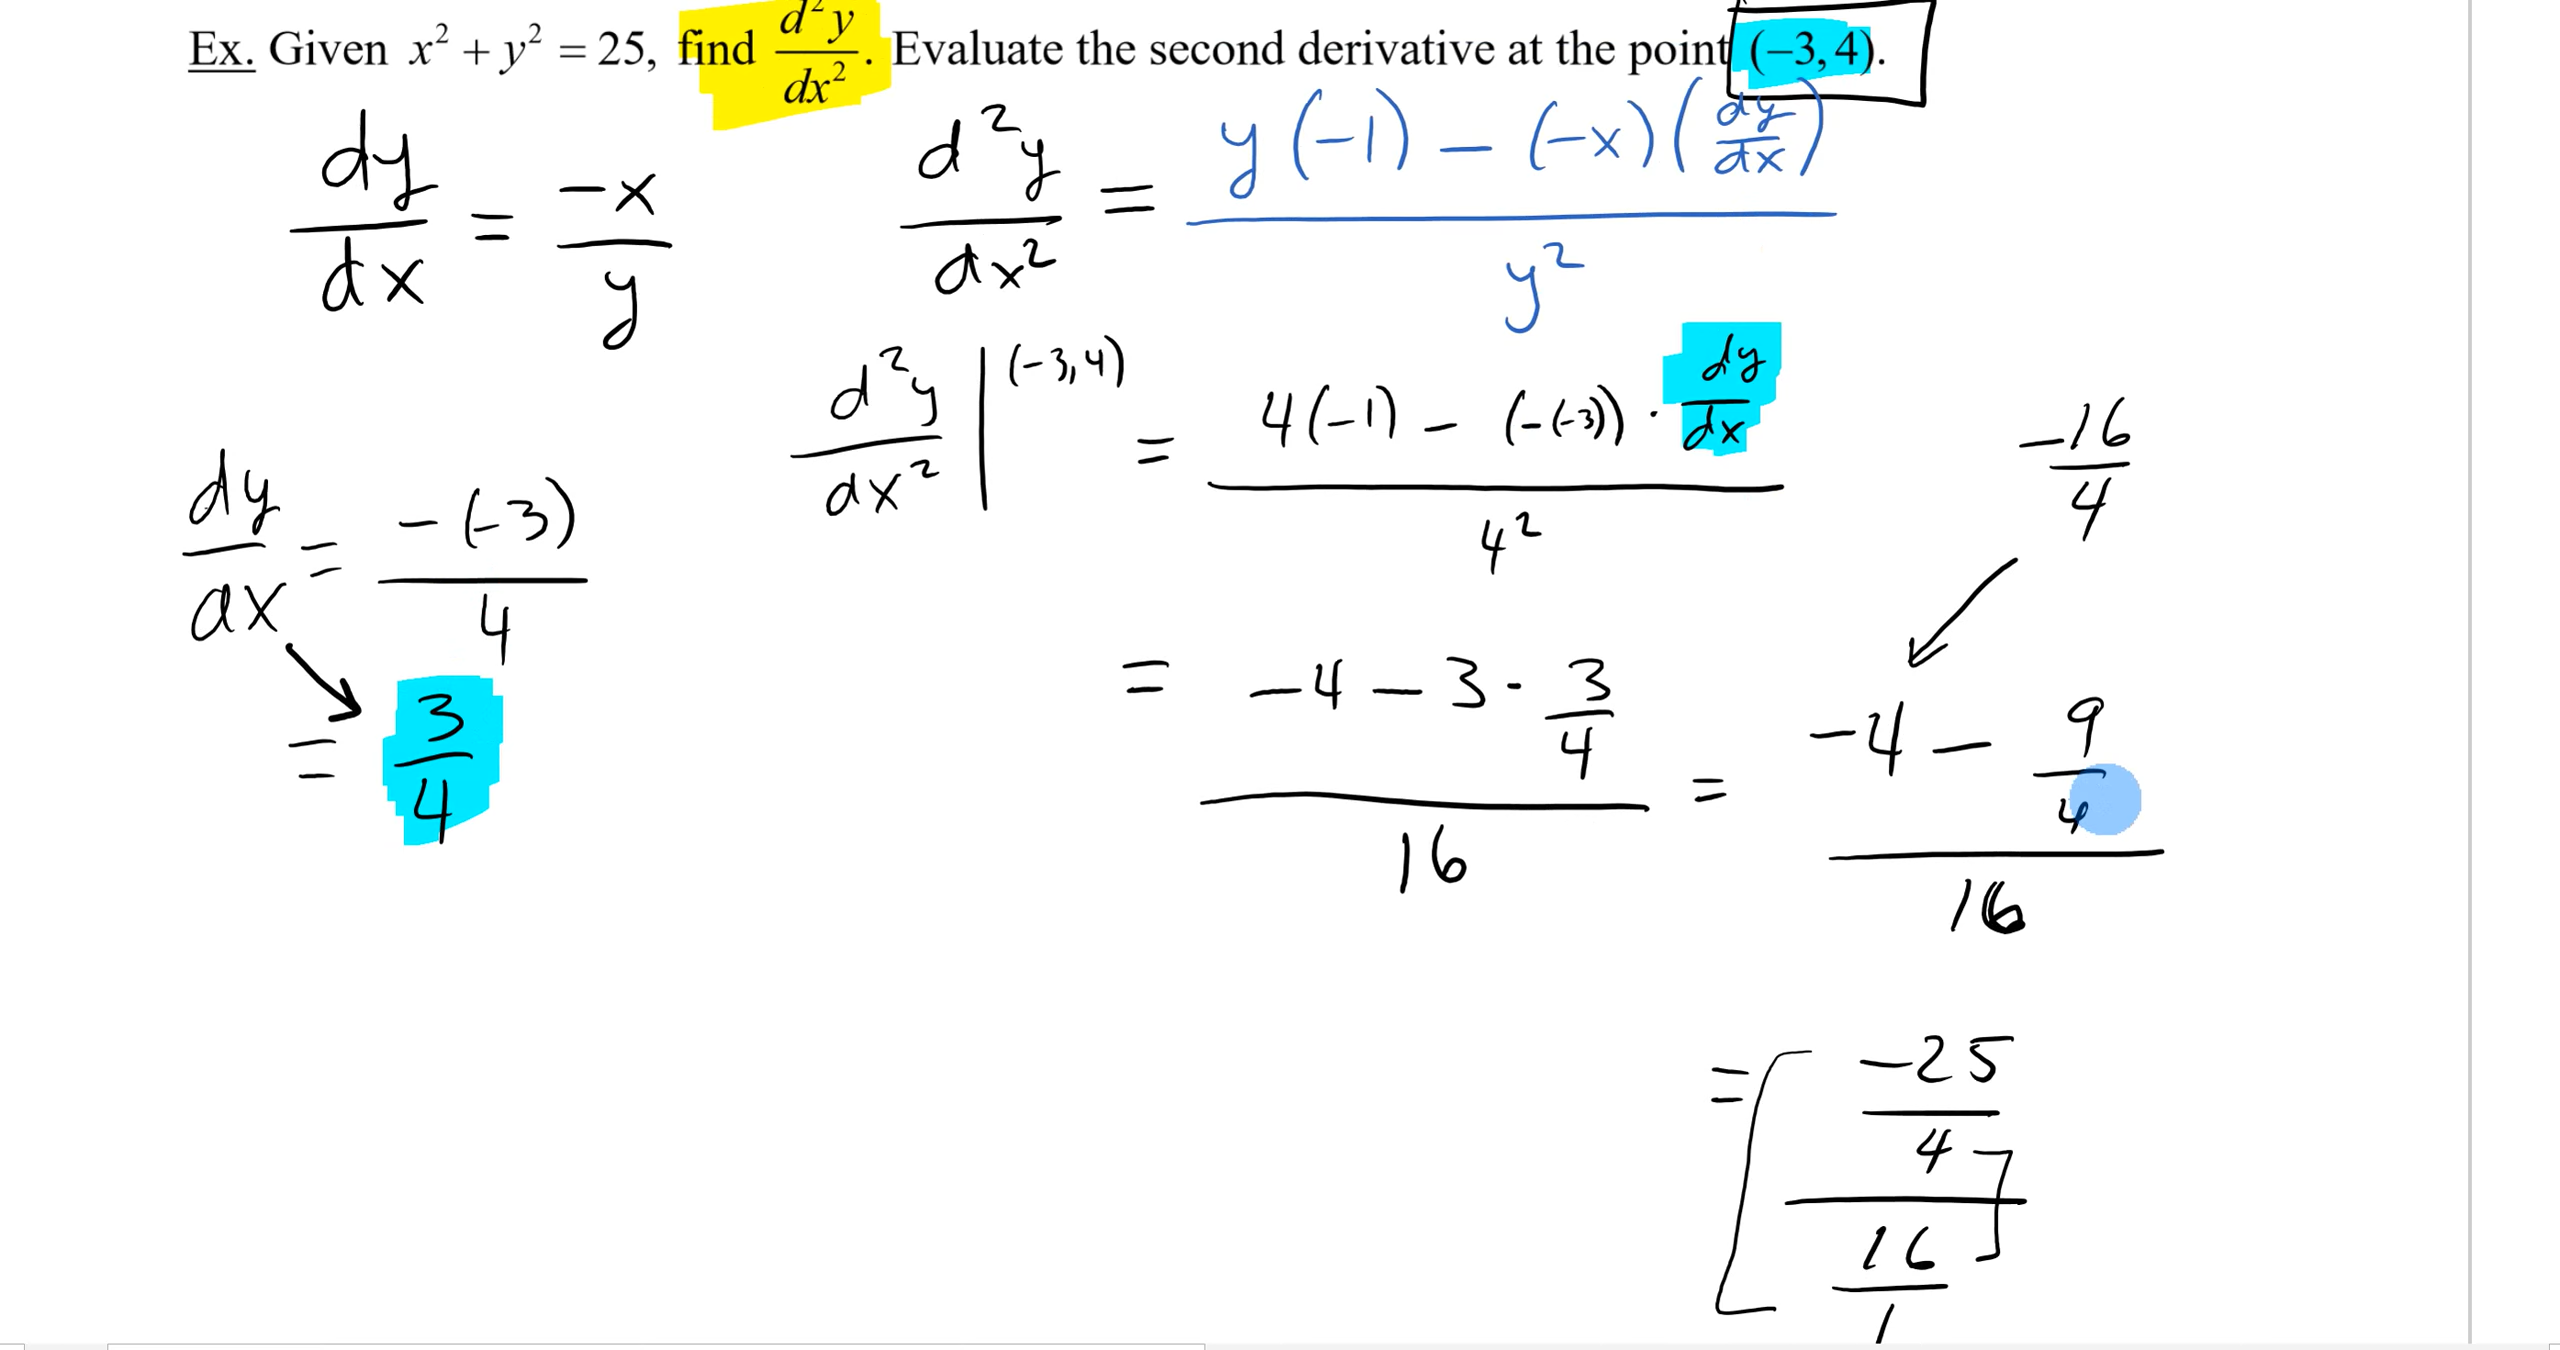 Ex. Given x² + y² = 25, find d²y/dx². Evaluate the second derivative at the point (−3, 4).
dy/dx = -x/y
d²y/dx² = (y(-1) - (-x)(dy/dx))/y²
d²y/dx² |(-3,4) = (4(-1) - (-(-3)) · dy/dx)/4²
-16/4
dy/dx = -(-3)/4
= 3/4
= (-4 - 3 · 3/4)/16 = (-4 - 9/4)/16
= [(-25/4)/(16/1)]